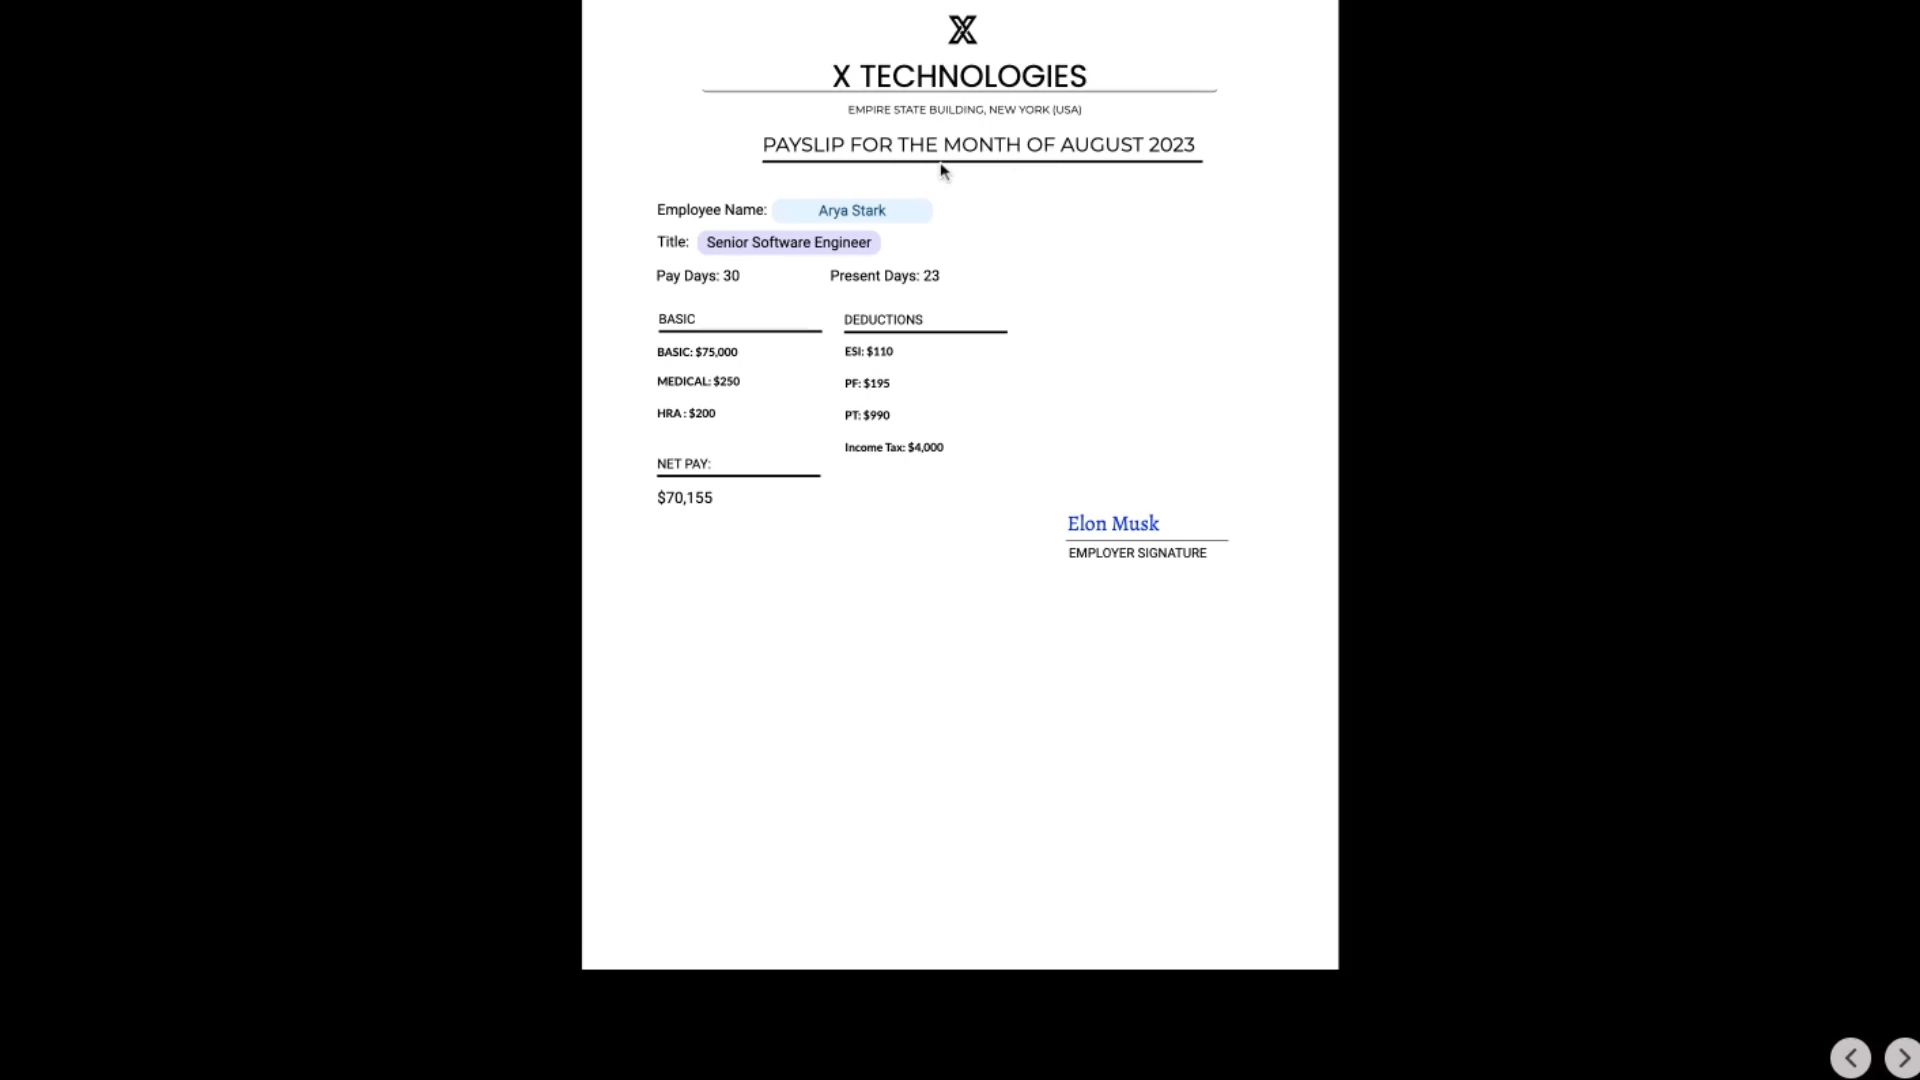 X TECHNOLOGIES
EMPIRE STATE BUILDING, NEW YORK (USA)
PAYSLIP FOR THE MONTH OF AUGUST 2023
Employee Name: Arya Stark
Title: Senior Software Engineer
Pay Days: 30 Present Days: 23
BASIC DEDUCTIONS
BASIC: $75,000 ESI: $110
MEDICAL: $250 PF: $195
HRA : $200 PT: $990
Income Tax: $4,000
NET PAY:
$70,155
Elon Musk
EMPLOYER SIGNATURE